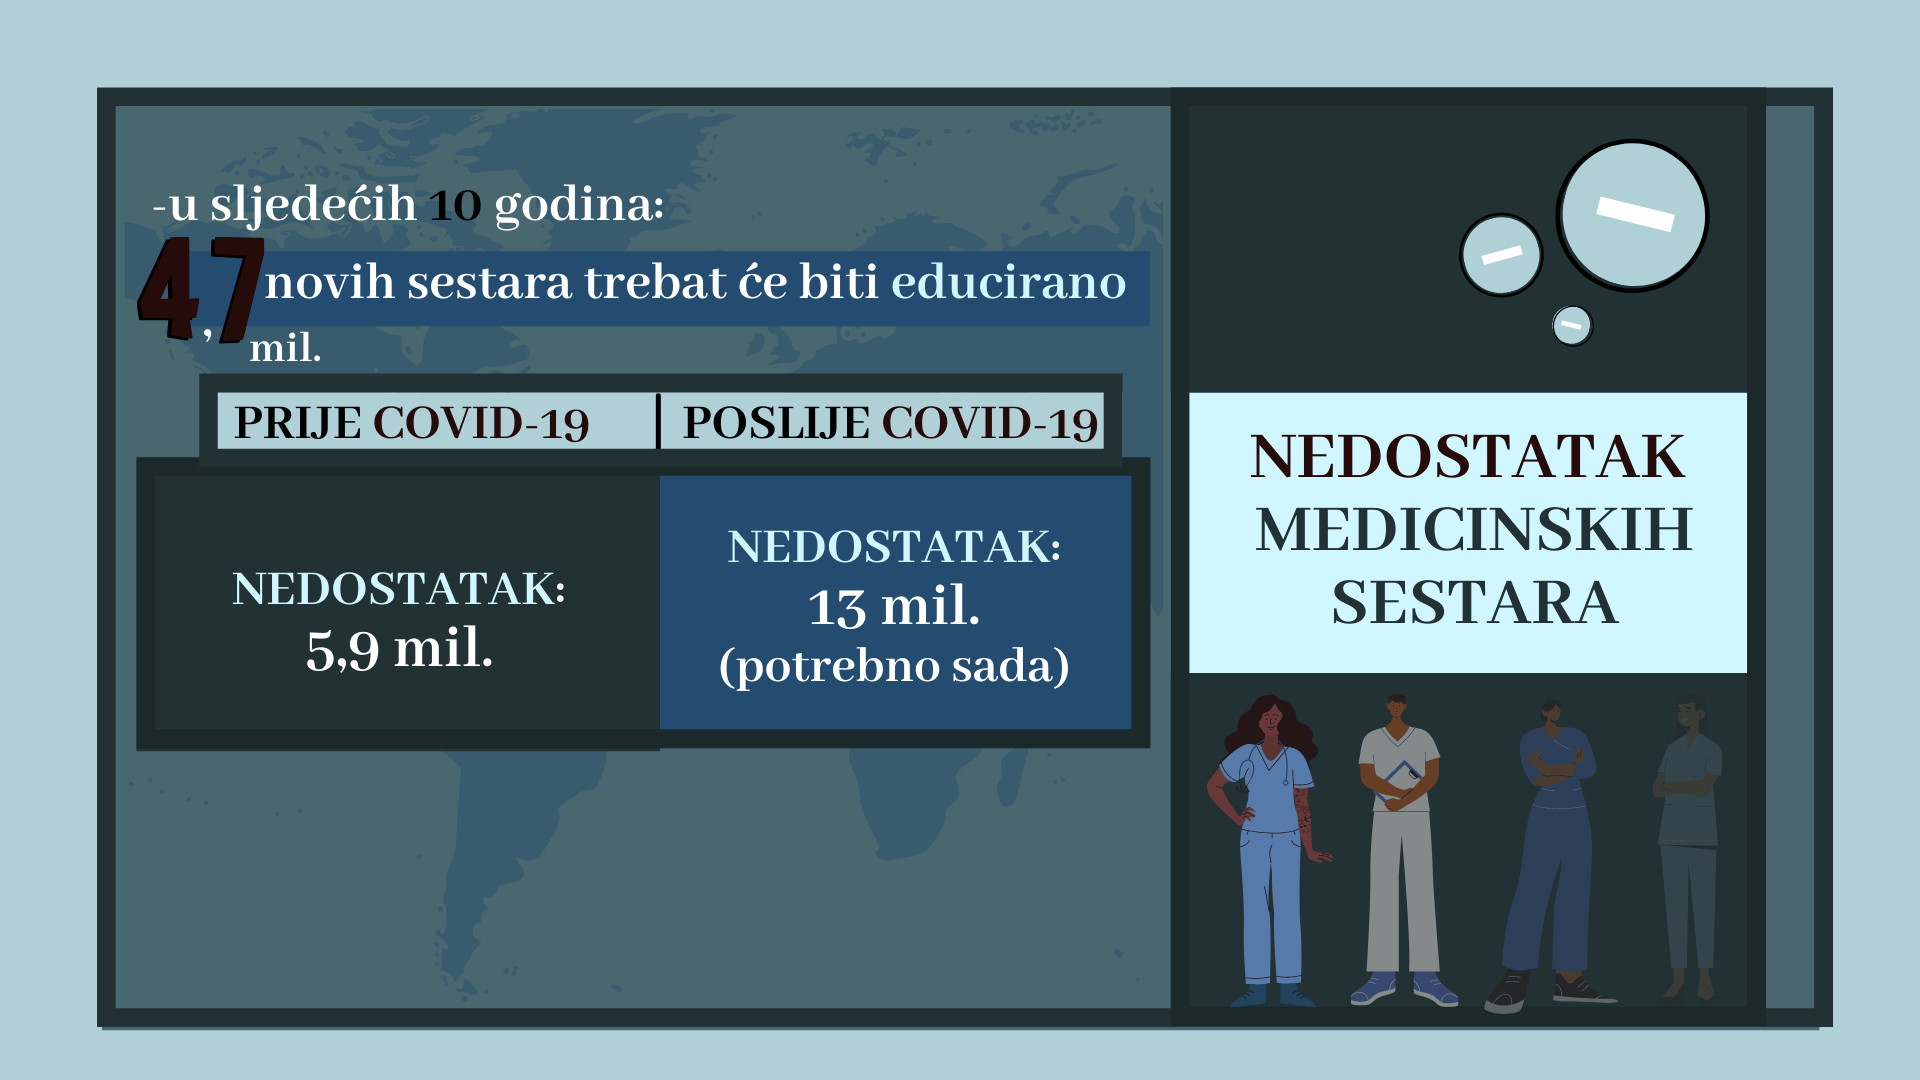 -u sljedećih 10 godina:
4,7 novih sestara trebat će biti educirano
mil.
PRIJE COVID-19 | POSLIJE COVID-19
NEDOSTATAK:
5,9 mil.
NEDOSTATAK:
13 mil.
(potrebno sada)
NEDOSTATAK
MEDICINSKIH
SESTARA